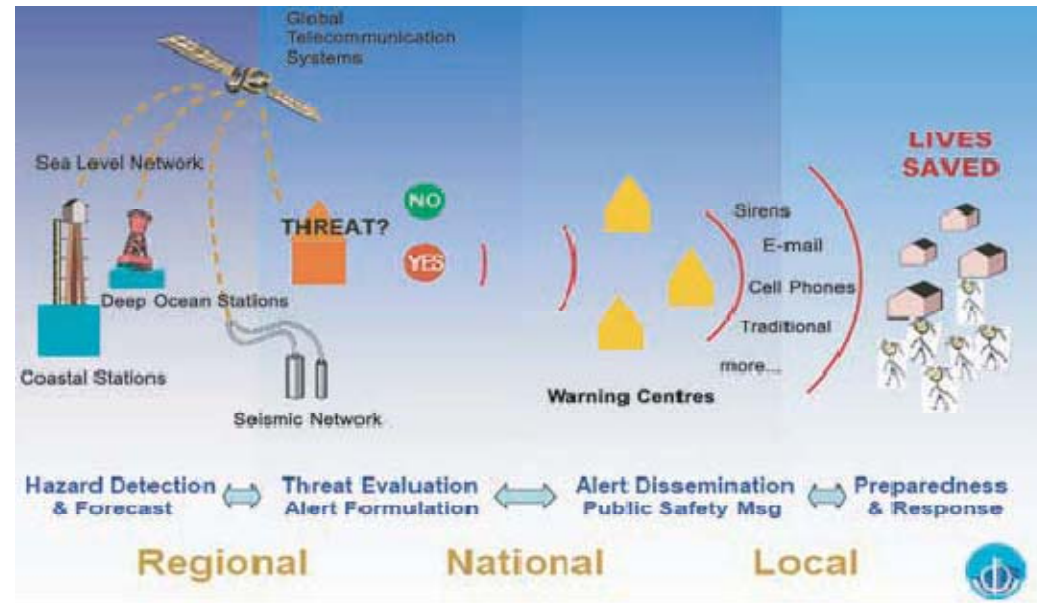 Global
Telecommunication
Systems
Sea Level Network
LIVES
SAVED
NO
THREAT?
YES
Sirens
E-mail
Cell Phones
Traditional
more...
Deep Ocean Stations
Coastal Stations
Seismic Network
Warning Centres
Hazard Detection
& Forecast
Threat Evaluation
Alert Formulation
Alert Dissemination
Public Safety Msg
Preparedness
& Response
Regional
National
Local